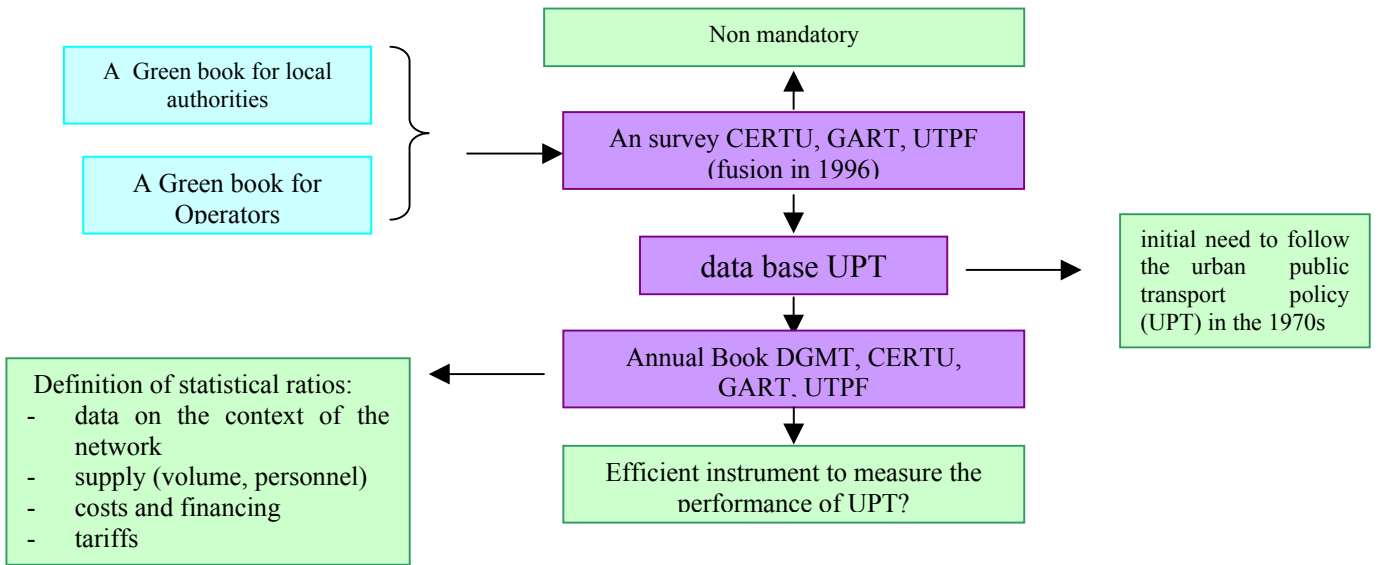 Non mandatory
A Green book for local
authorities
An survey CERTU, GART, UTPF
(fusion in 1996)
A Green book for
Operators
data base UPT
initial need to follow
the urban public
transport policy
(UPT) in the 1970s
Annual Book DGMT, CERTU,
GART, UTPF
Definition of statistical ratios:
- data on the context of the
network
- supply (volume, personnel)
- costs and financing
- tariffs
Efficient instrument to measure the
performance of UPT?